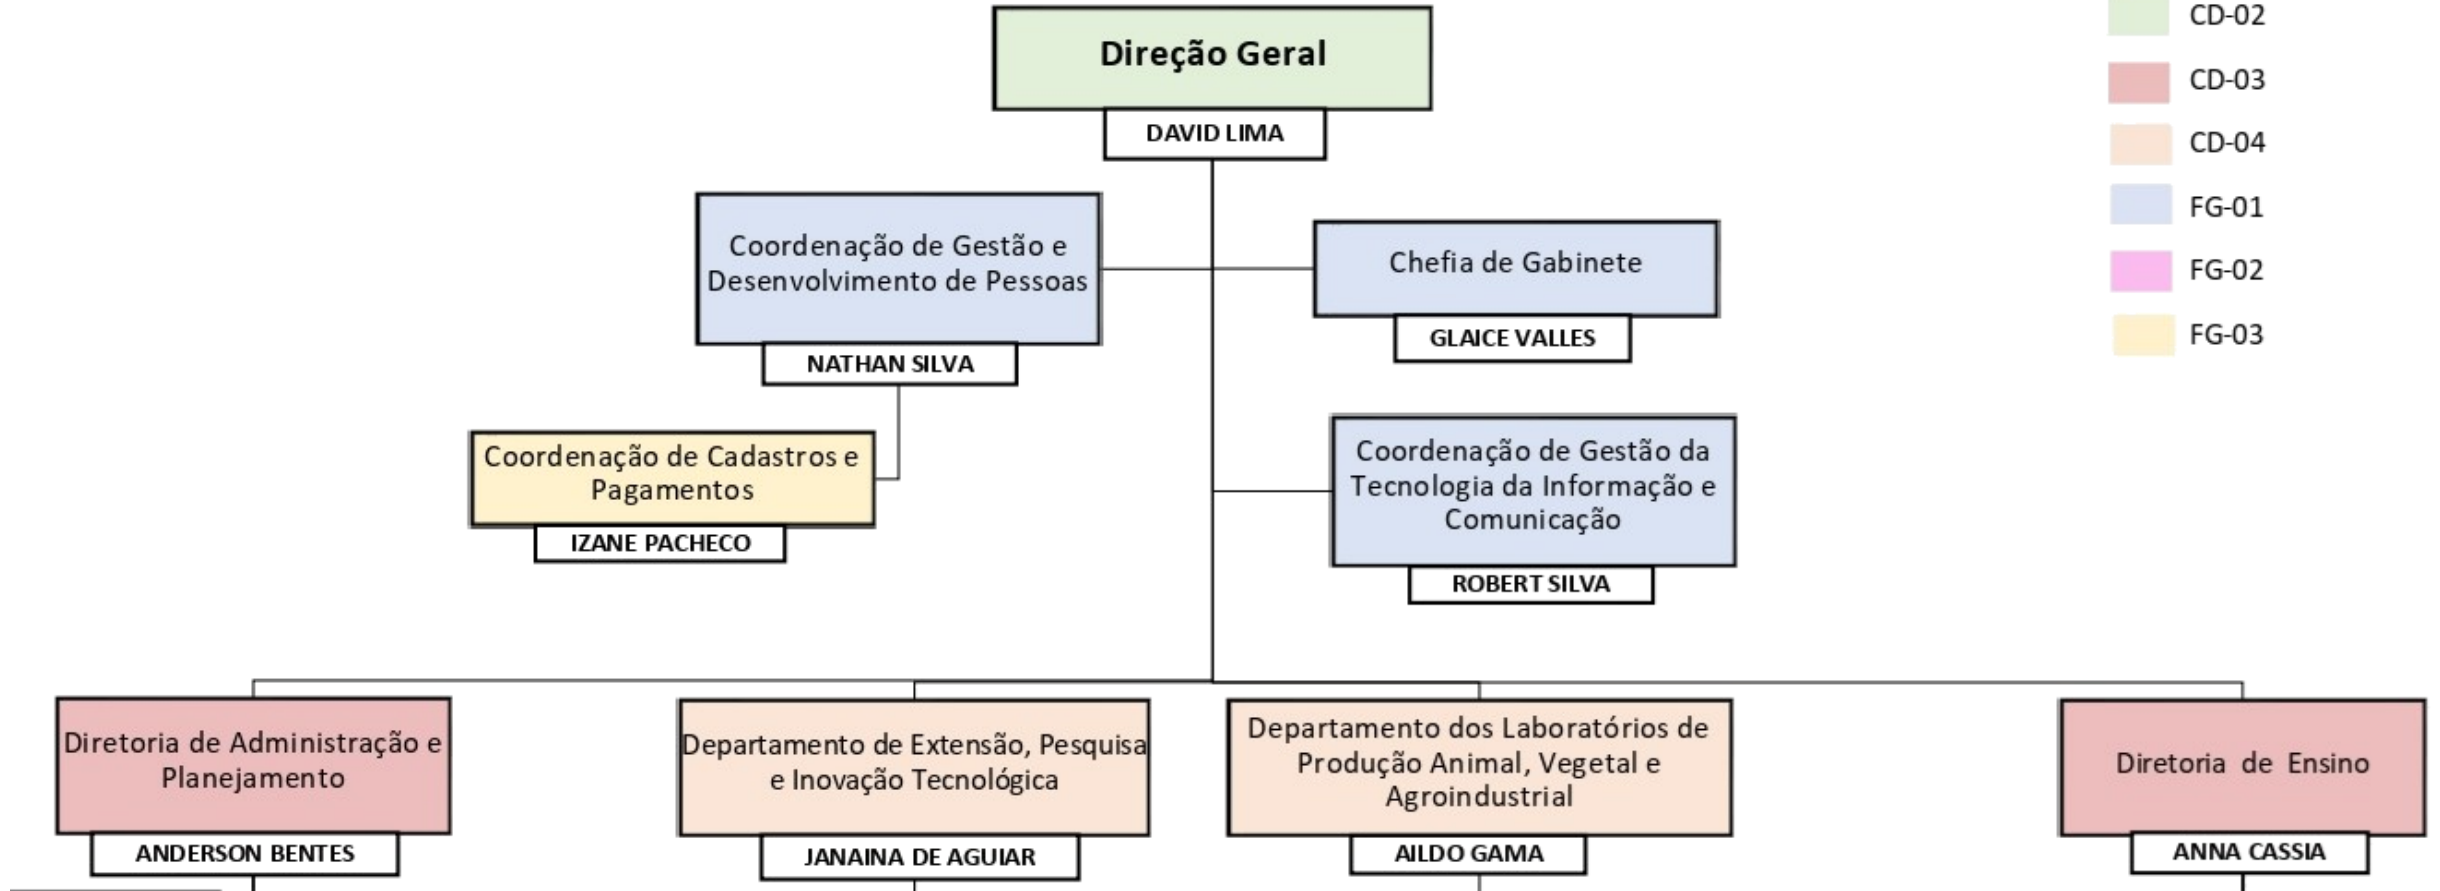 Direção Geral
DAVID LIMA
CD-02
CD-03
CD-04
FG-01
FG-02
FG-03
Coordenação de Gestão e
Desenvolvimento de Pessoas
NATHAN SILVA
Chefia de Gabinete
GLAICE VALLES
Coordenação de Cadastros e
Pagamentos
IZANE PACHECO
Coordenação de Gestão da
Tecnologia da Informação e
Comunicação
ROBERT SILVA
Diretoria de Administração e
Planejamento
ANDERSON BENTES
Departamento de Extensão, Pesquisa
e Inovação Tecnológica
JANAINA DE AGUIAR
Departamento dos Laboratórios de
Produção Animal, Vegetal e
Agroindustrial
AILDO GAMA
Diretoria de Ensino
ANNA CASSIA